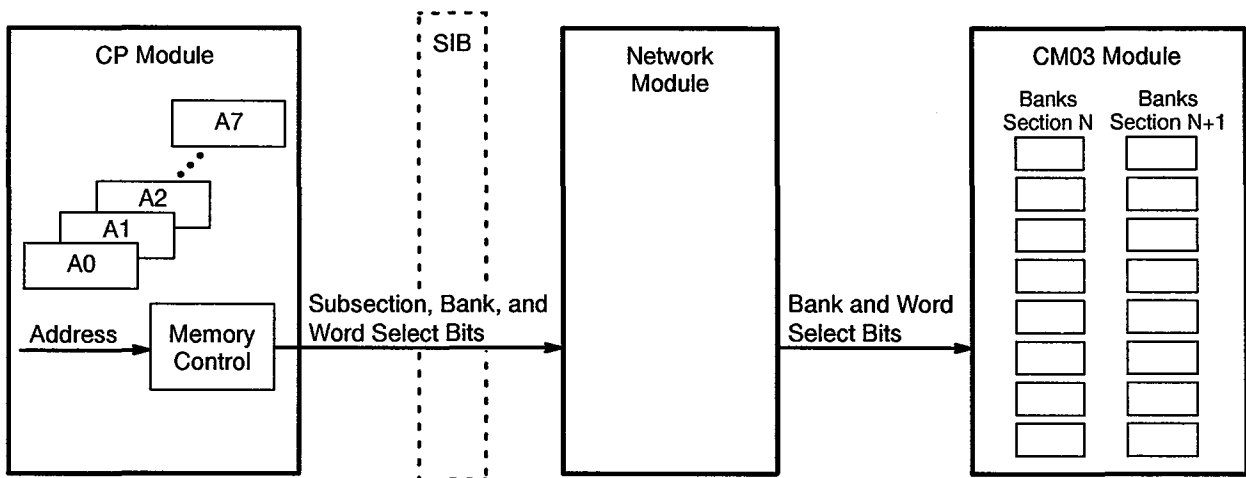 CP Module
SIB
Network
Module
CM03 Module
A7
A2
A1
A0
Banks
Section N
Banks
Section N+1
Address
Memory
Control
Subsection, Bank, and
Word Select Bits
Bank and Word
Select Bits